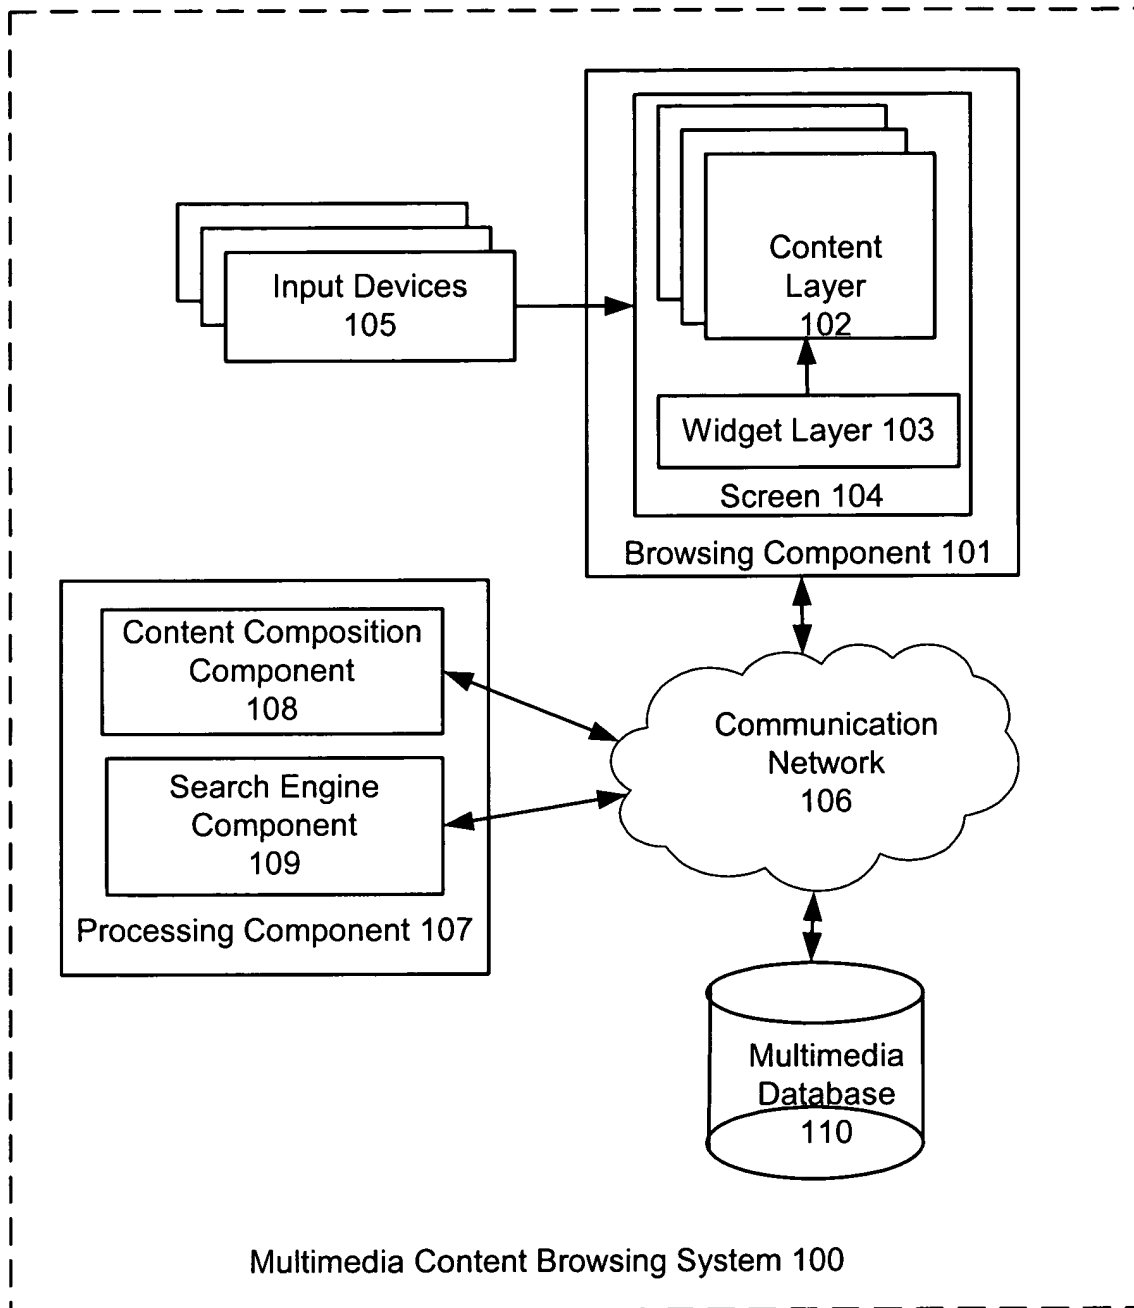 Content
Layer
102
Input Devices
105
Widget Layer 103
Screen 104
Browsing Component 101
Content Composition
Component
108
Search Engine
Component
109
Processing Component 107
Communication
Network
106
Multimedia
Database
110
Multimedia Content Browsing System 100